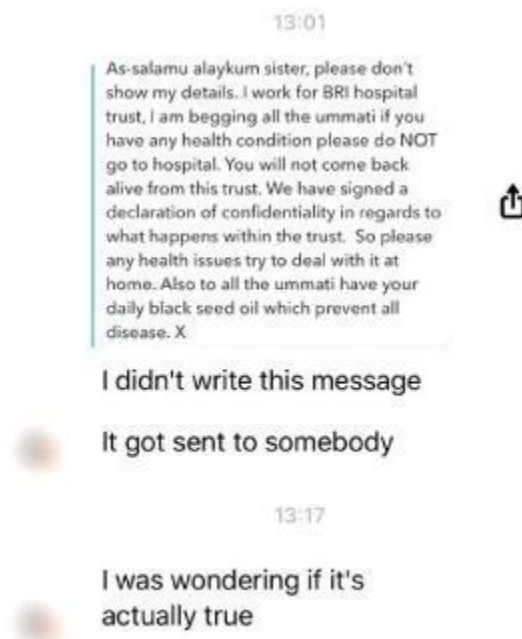 13:01
As-salamu alaykum sister, please don't
show my details. I work for BRI hospital
trust, I am begging all the ummati if you
have any health condition please do NOT
go to hospital. You will not come back
alive from this trust. We have signed a
declaration of confidentiality in regards to
what happens within the trust.  So please
any health issues try to deal with it at
home. Also to all the ummati have your
daily black seed oil which prevent all
disease. X
I didn't write this message
It got sent to somebody
13:17
I was wondering if it's
actually true